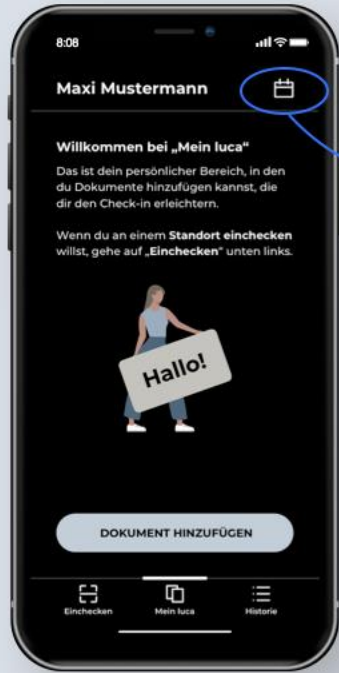 8:08
Maxi Mustermann
Willkommen bei „Mein luca“
Das ist dein persönlicher Bereich, in den
du Dokumente hinzufügen kannst, die
dir den Check-in erleichtern.
Wenn du an einem Standort einchecken
willst, gehe auf „Einchecken“ unten links.
Hallo!
DOKUMENT HINZUFÜGEN
Einchecken Mein luca Historie